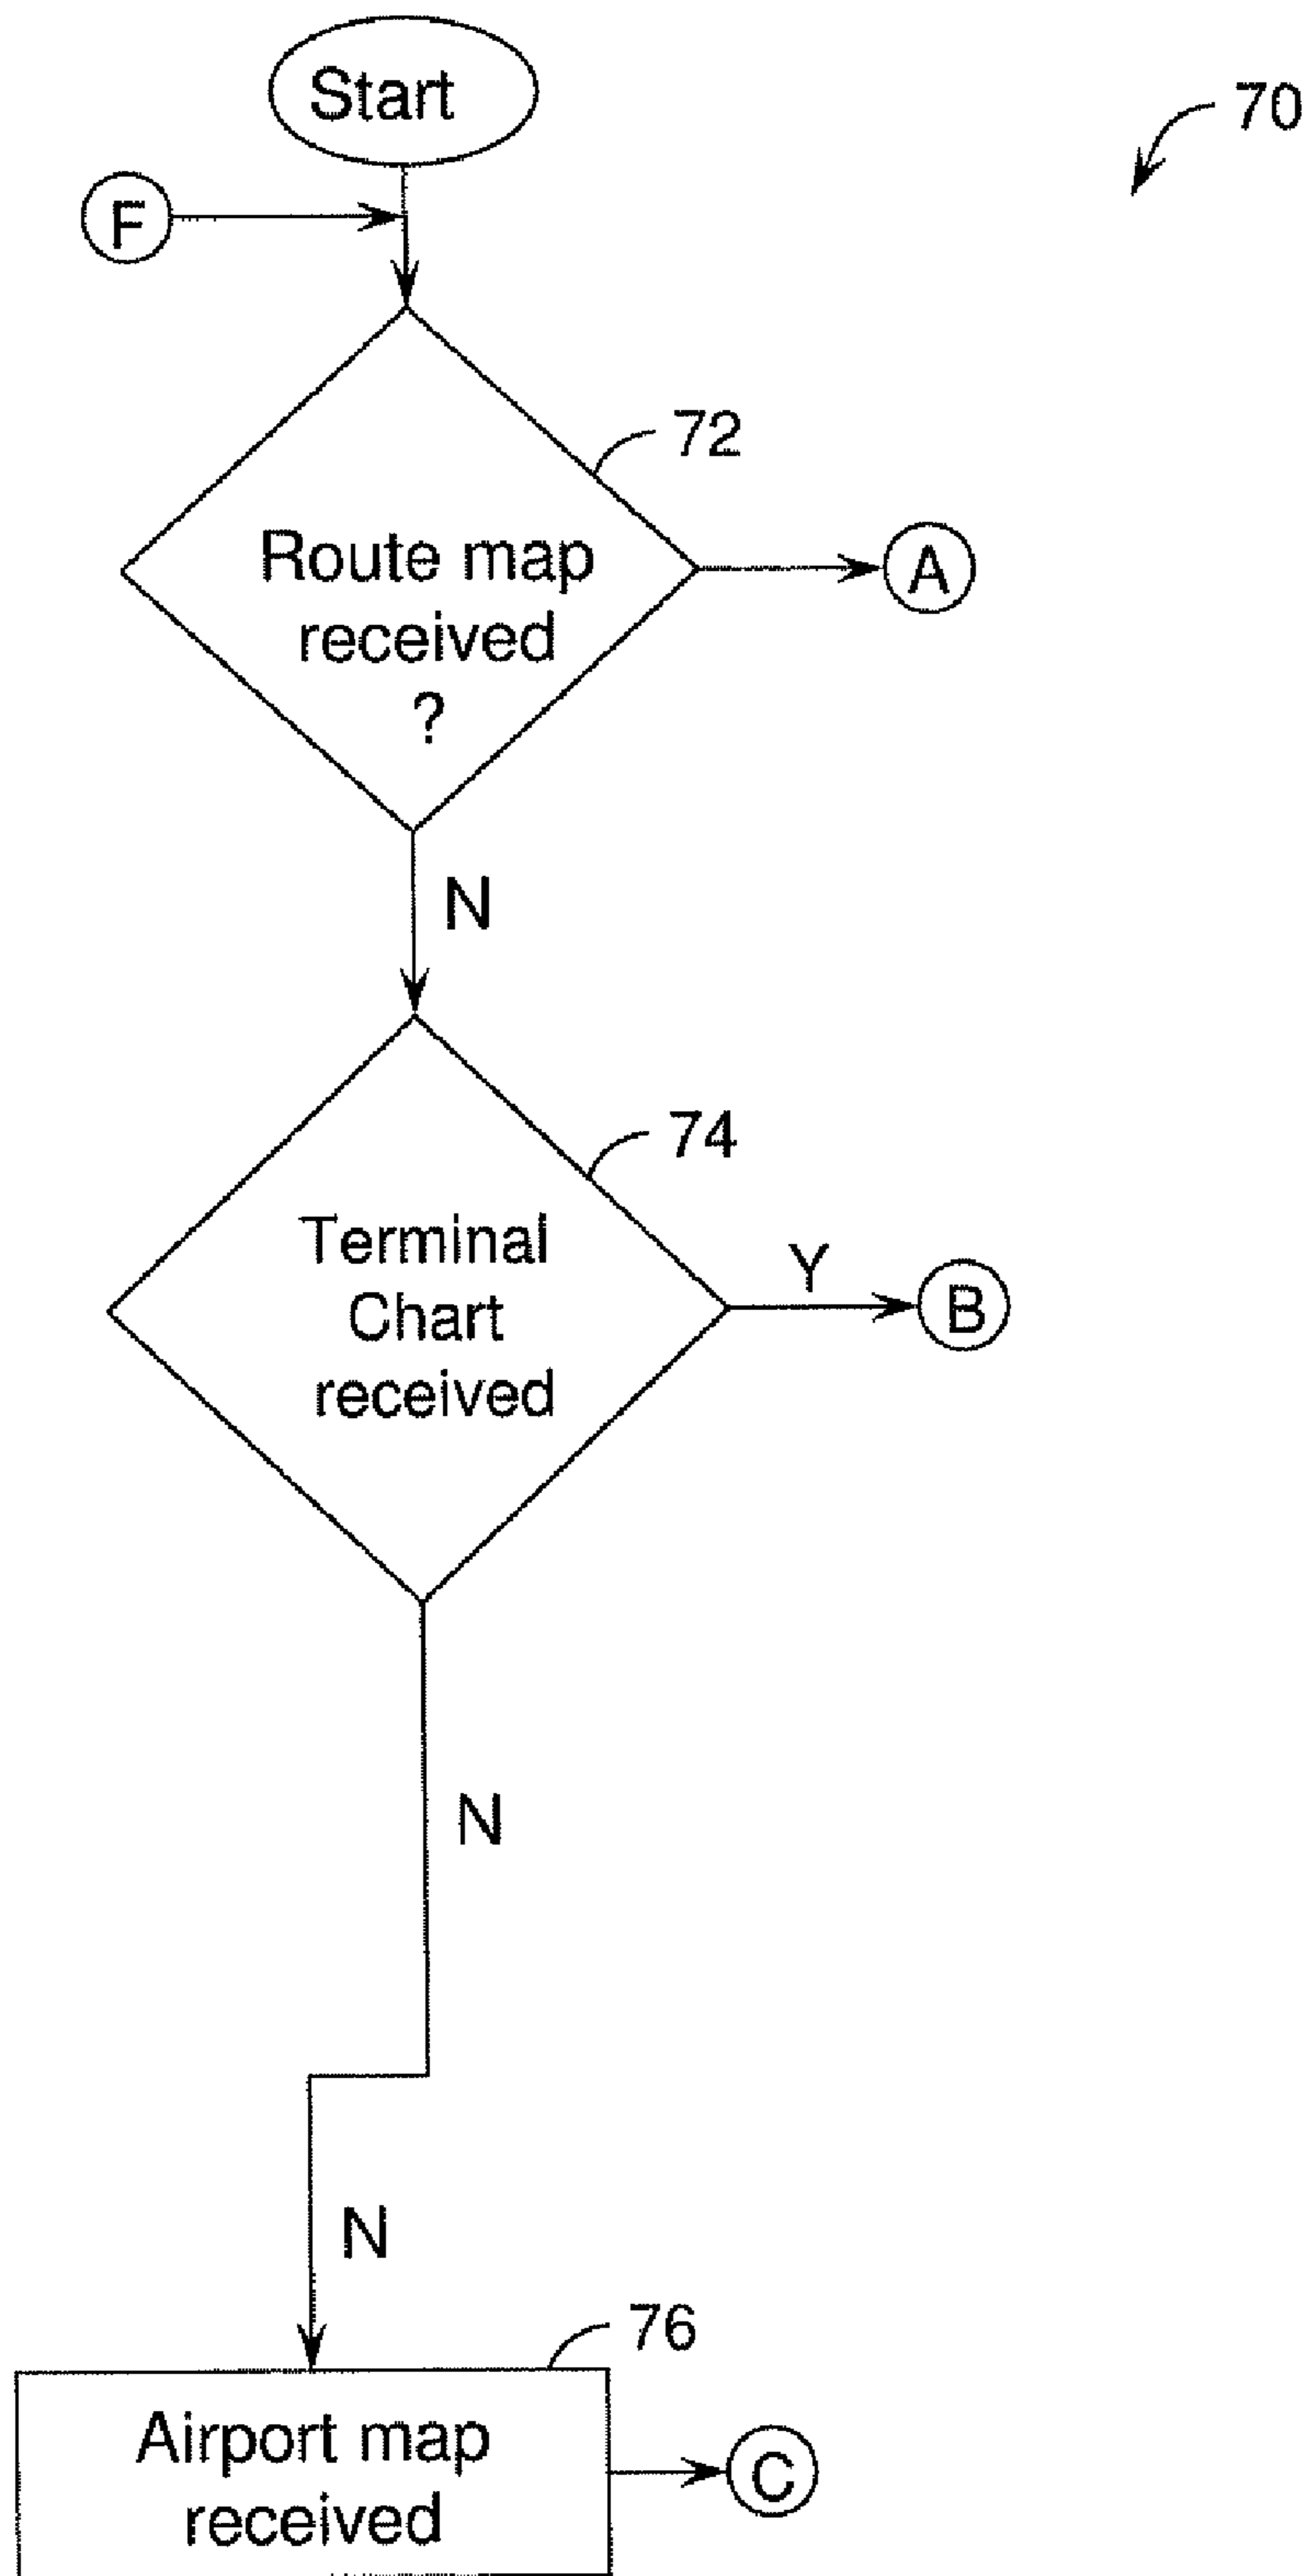 Start
70
F
72
Route map
received
?
A
N
74
Terminal
Chart
received
Y
B
N
N
76
Airport map
received
C